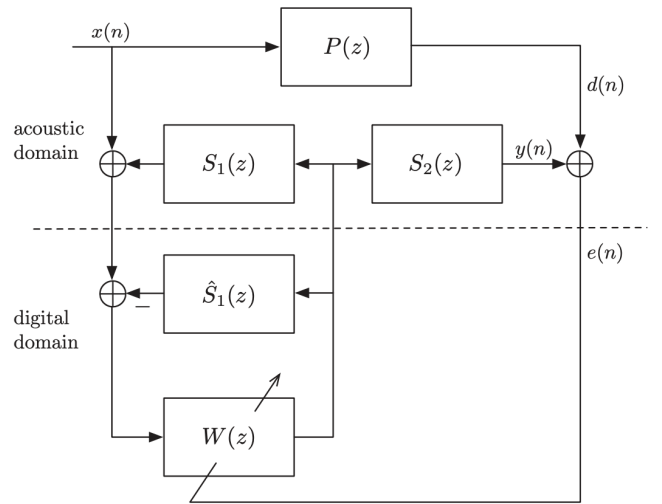 x(n)
P(z)
d(n)
acoustic
domain
S₁(z)
S₂(z)
y(n)
e(n)
Ŝ₁(z)
−
digital
domain
W(z)